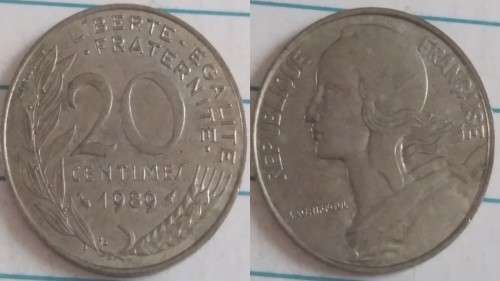 LIBERTE · EGALITE
· FRATERNITE ·
20
CENTIMES
1989
REPUBLIQUE
FRANÇAISE